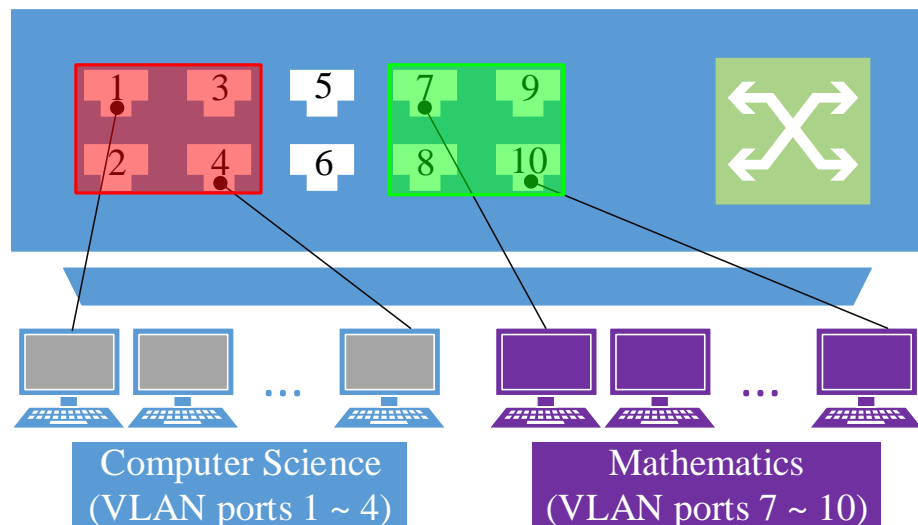 1 3 5 7 9
2 4 6 8 10
... ...
Computer Science
(VLAN ports 1 ~ 4)
Mathematics
(VLAN ports 7 ~ 10)